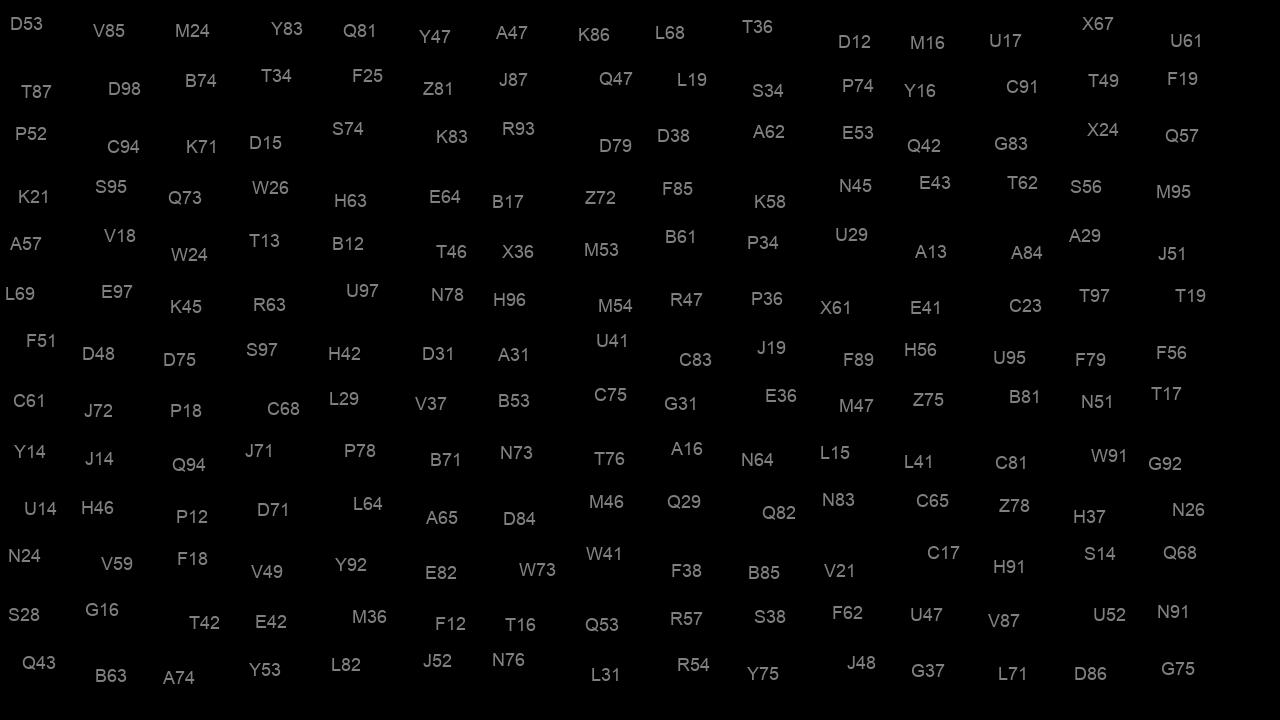 D53 V85 M24 Y83 Q81 Y47 A47 K86 L68 T36 D12 M16 U17 X67 U61
T87 D98 B74 T34 F25 Z81 J87 Q47 L19 S34 P74 Y16 C91 T49 F19
P52 C94 K71 D15 S74 K83 R93 D79 D38 A62 E53 Q42 G83 X24 Q57
K21 S95 Q73 W26 H63 E64 B17 Z72 F85 K58 N45 E43 T62 S56 M95
A57 V18 W24 T13 B12 T46 X36 M53 B61 P34 U29 A13 A84 A29 J51
L69 E97 K45 R63 U97 N78 H96 M54 R47 P36 X61 E41 C23 T97 T19
F51 D48 D75 S97 H42 D31 A31 U41 C83 J19 F89 H56 U95 F79 F56
C61 J72 P18 C68 L29 V37 B53 C75 G31 E36 M47 Z75 B81 N51 T17
Y14 J14 Q94 J71 P78 B71 N73 T76 A16 N64 L15 L41 C81 W91 G92
U14 H46 P12 D71 L64 A65 D84 M46 Q29 Q82 N83 C65 Z78 H37 N26
N24 V59 F18 V49 Y92 E82 W73 W41 F38 B85 V21 C17 H91 S14 Q68
S28 G16 T42 E42 M36 F12 T16 Q53 R57 S38 F62 U47 V87 U52 N91
Q43 B63 A74 Y53 L82 J52 N76 L31 R54 Y75 J48 G37 L71 D86 G75